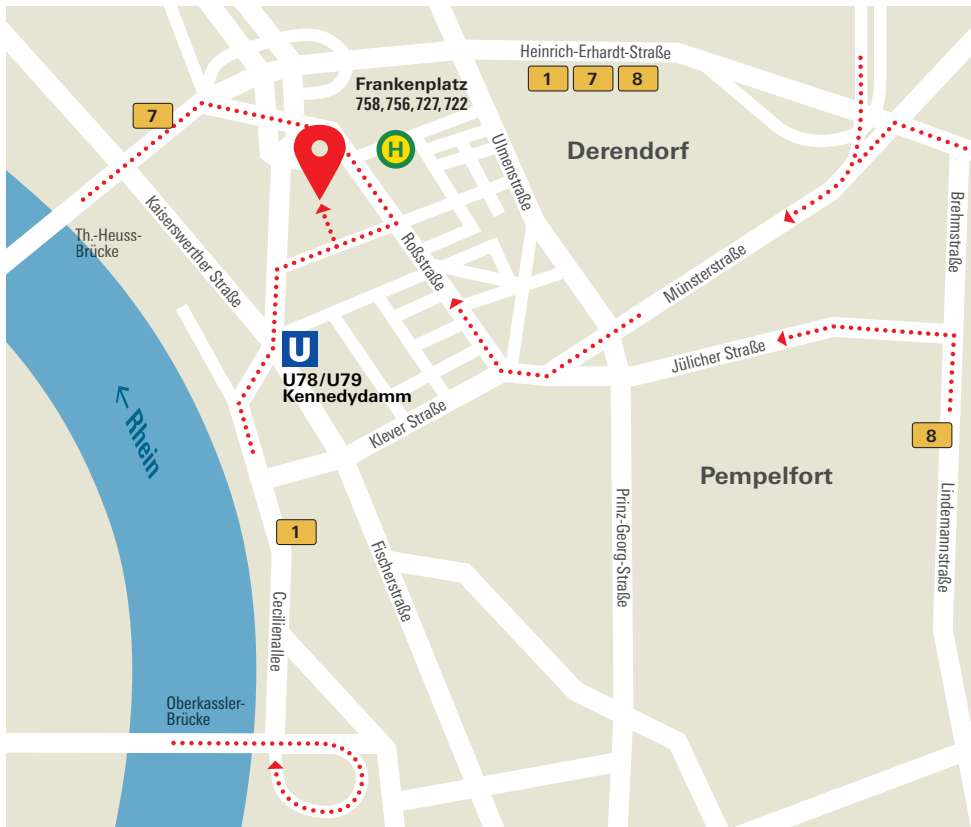 Heinrich-Erhardt-Straße
1 7 8
Frankenplatz
758, 756, 727, 722
7
H
Ulmenstraße
Derendorf
Brehmstraße
Kaiserswerther Straße
Th.-Heuss-
Brücke
Roßstraße
Münsterstraße
U
U78/U79
Kennedydamm
Jülicher Straße
← Rhein
Klever Straße
8
Pempelfort
Lindemannstraße
Prinz-Georg-Straße
1
Fischerstraße
Cecilienallee
Oberkassler-
Brücke